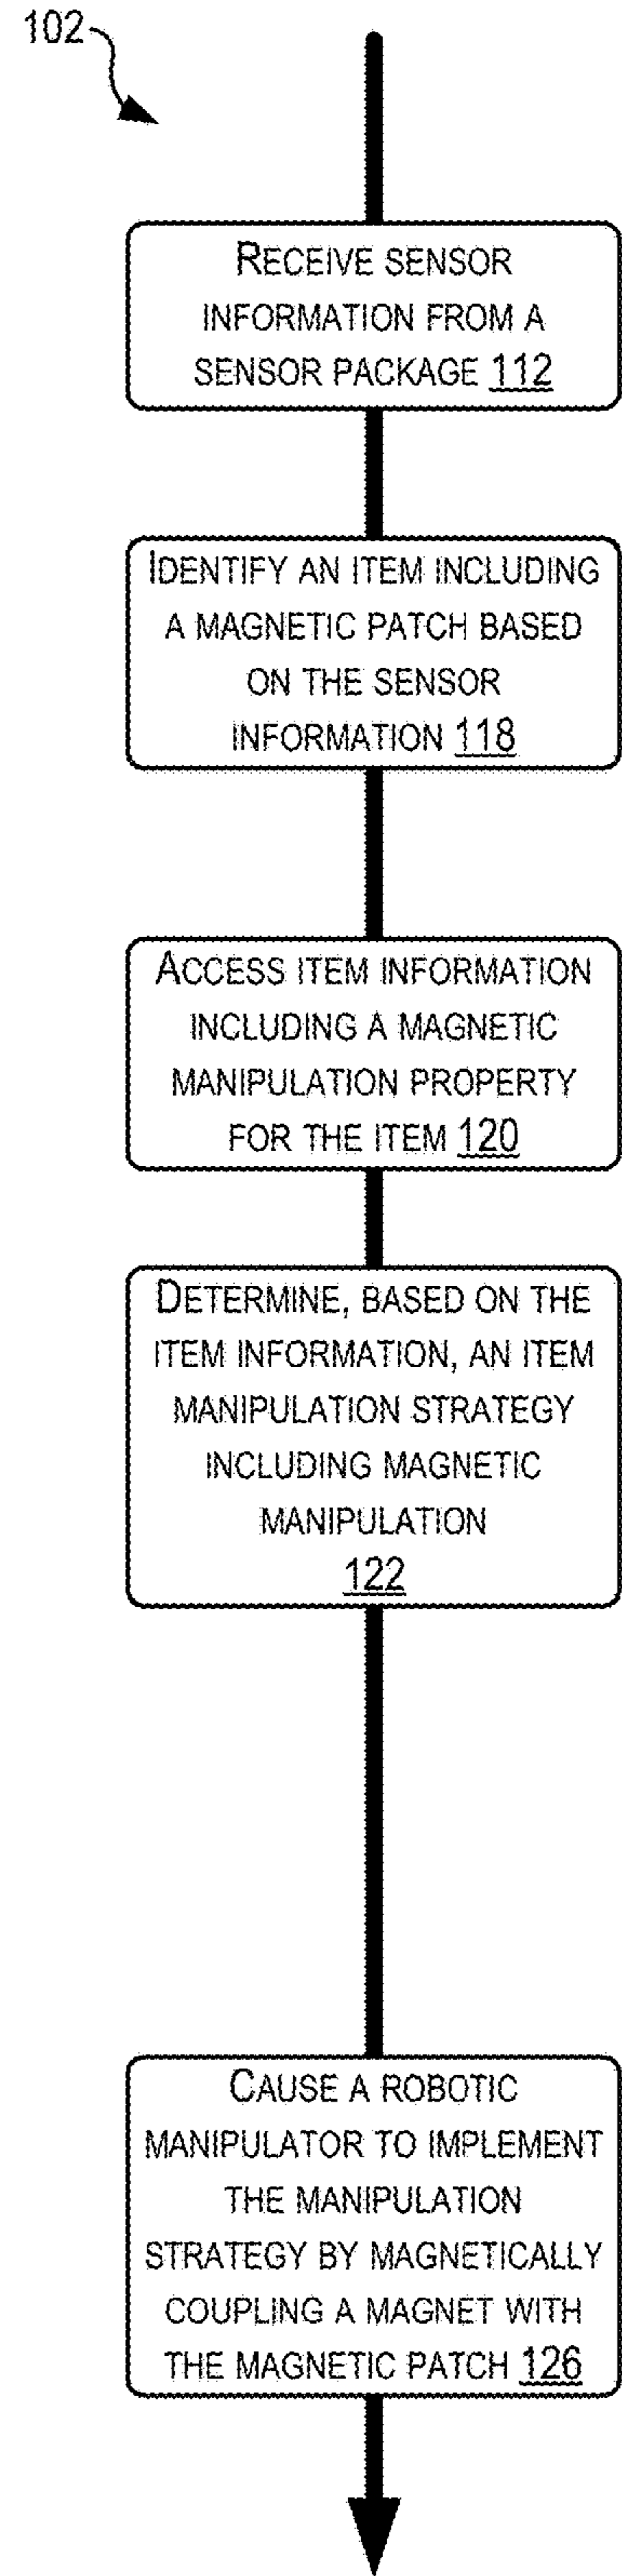 102
RECEIVE SENSOR
INFORMATION FROM A
SENSOR PACKAGE 112
IDENTIFY AN ITEM INCLUDING
A MAGNETIC PATCH BASED
ON THE SENSOR
INFORMATION 118
ACCESS ITEM INFORMATION
INCLUDING A MAGNETIC
MANIPULATION PROPERTY
FOR THE ITEM 120
DETERMINE, BASED ON THE
ITEM INFORMATION, AN ITEM
MANIPULATION STRATEGY
INCLUDING MAGNETIC
MANIPULATION
122
CAUSE A ROBOTIC
MANIPULATOR TO IMPLEMENT
THE MANIPULATION
STRATEGY BY MAGNETICALLY
COUPLING A MAGNET WITH
THE MAGNETIC PATCH 126